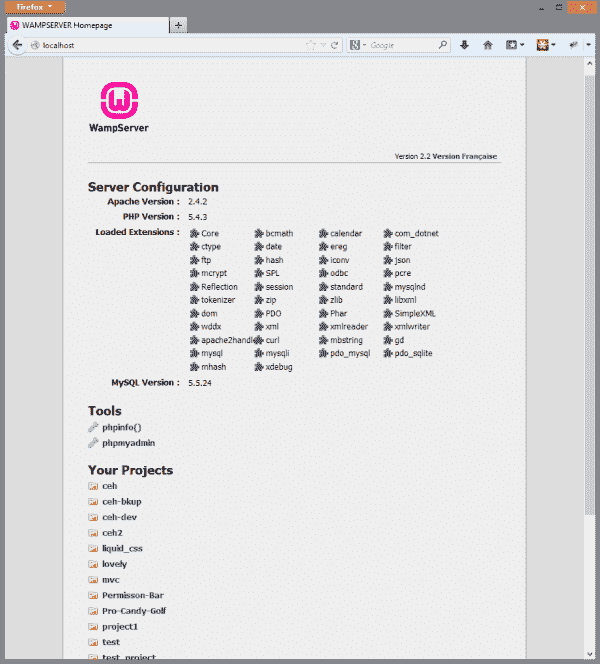 Firefox
WAMPSERVER Homepage
localhost
Google
WampServer
Version 2.2 Version Française
Server Configuration
Apache Version : 2.4.2
PHP Version : 5.4.3
Loaded Extensions : Core bcmath calendar com_dotnet
ctype date ereg filter
ftp hash iconv json
mcrypt SPL odbc pcre
Reflection session standard mysqlnd
tokenizer zip zlib libxml
dom PDO Phar SimpleXML
wddx xml xmlreader xmlwriter
apache2handle curl mbstring gd
mysql mysqli pdo_mysql pdo_sqlite
mhash xdebug
MySQL Version : 5.5.24
Tools
phpinfo()
phpmyadmin
Your Projects
ceh
ceh-bkup
ceh-dev
ceh2
liquid_css
lovely
mvc
Permisson-Bar
Pro-Candy-Golf
project1
test
test_project